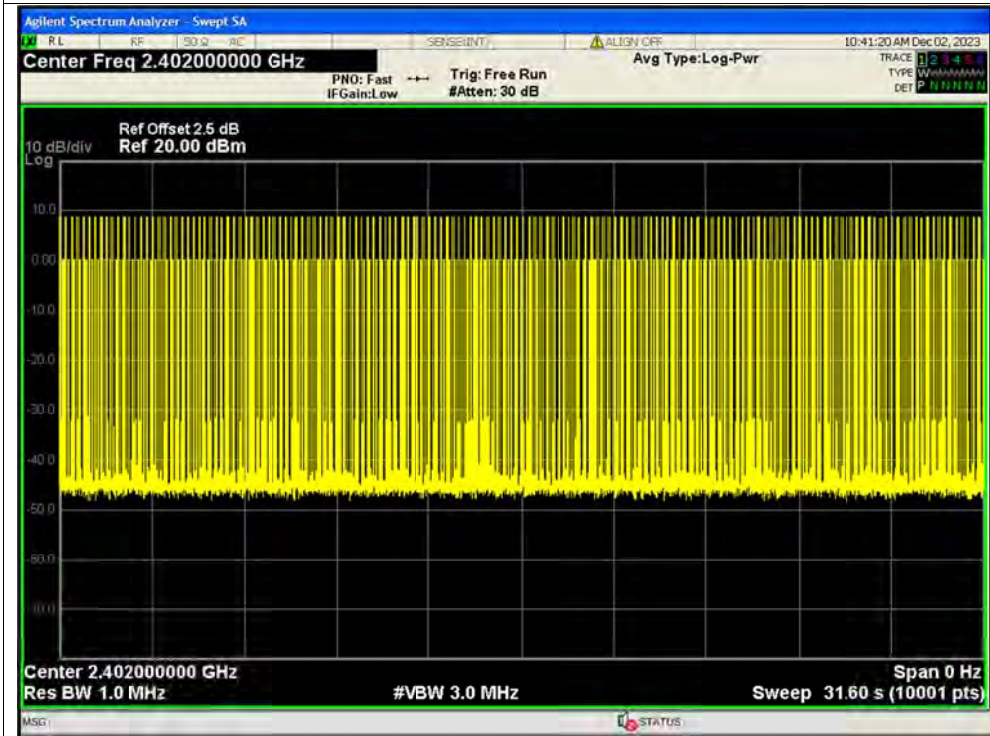 Agilent Spectrum Analyzer - Swept SA
RL RF 50 Ω AC SENSE:INT ALIGN OFF 10:41:20 AM Dec 02, 2023
Center Freq 2.402000000 GHz
PNO: Fast
IFGain:Low
Trig: Free Run
#Atten: 30 dB
Avg Type:Log-Pwr
TRACE 1 2 3 4 5 6
TYPE W
DET P N N N N N
Ref Offset 2.5 dB
10 dB/div Ref 20.00 dBm
Log
10.0
0.00
-10.0
-20.0
-30.0
-40.0
-50.0
-60.0
Center 2.402000000 GHz Span 0 Hz
Res BW 1.0 MHz #VBW 3.0 MHz Sweep 31.60 s (10001 pts)
MSG STATUS